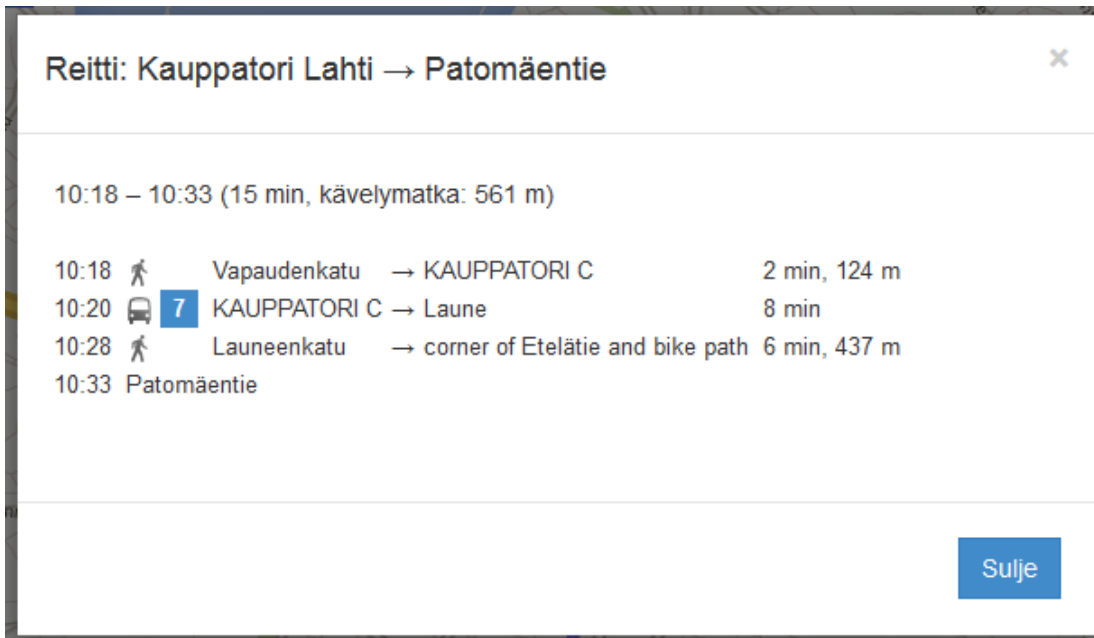 Reitti: Kauppatori Lahti → Patomäentie ×
10:18 – 10:33 (15 min, kävelymatka: 561 m)
10:18 Vapaudenkatu → KAUPPATORI C 2 min, 124 m
10:20 7 KAUPPATORI C → Laune 8 min
10:28 Launeenkatu → corner of Etelätie and bike path 6 min, 437 m
10:33 Patomäentie
Sulje